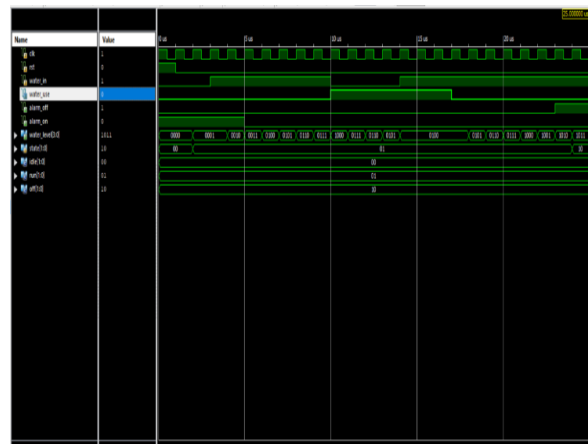 25.000000 us
Name Value 0 us 5 us 10 us 15 us 20 us
clk 1
rst 0
water_in 1
water_use 0
alarm_off 1
alarm_on 0
water_level[3:0] 1011 0000 0001 0010 0011 0100 0101 0110 0111 1000 0111 0110 0101 0100 0101 0110 0111 1000 1001 1010 1011
state[1:0] 10 00 01 10
idle[1:0] 00 00
run[1:0] 01 01
off[1:0] 10 10